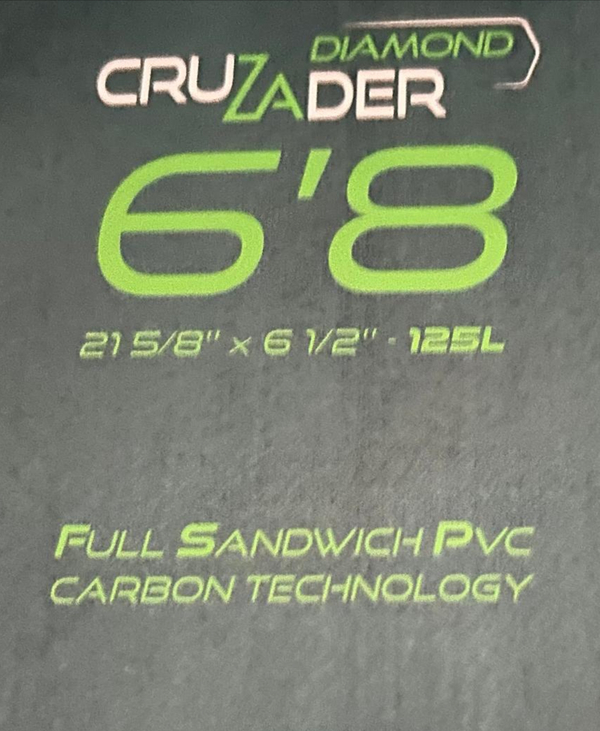 DIAMOND
CRUZADER
6'8
21 5/8" x 6 1/2" - 125L
FULL SANDWICH PVC
CARBON TECHNOLOGY